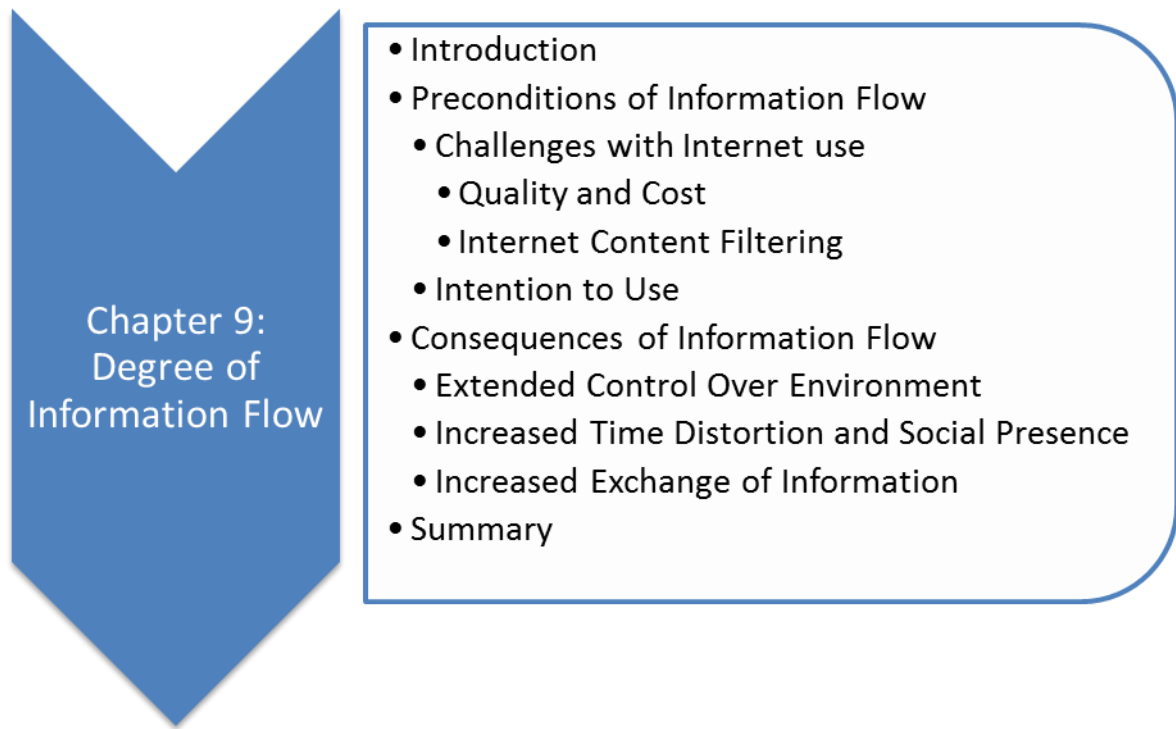 Chapter 9:
Degree of
Information Flow
• Introduction
• Preconditions of Information Flow
• Challenges with Internet use
• Quality and Cost
• Internet Content Filtering
• Intention to Use
• Consequences of Information Flow
• Extended Control Over Environment
• Increased Time Distortion and Social Presence
• Increased Exchange of Information
• Summary